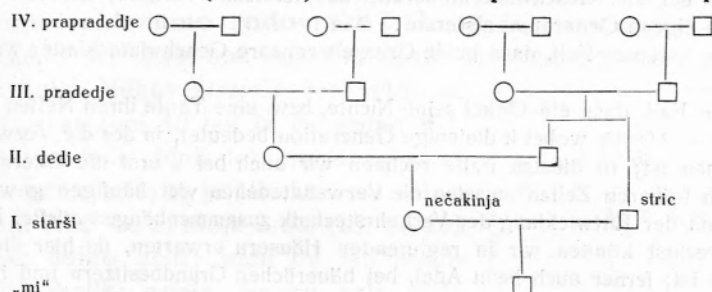 IV. prapradedje
III. pradedje
II. dedje
nečakinja
stric
I. starši
„mi“